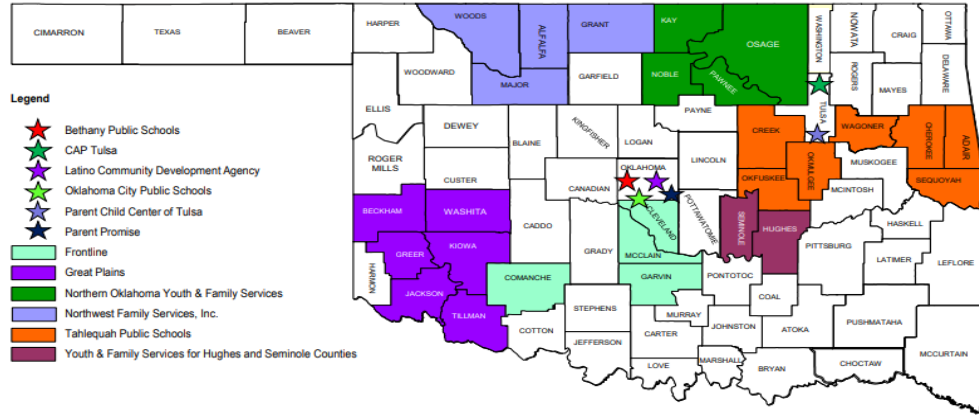 CIMARRON
TEXAS
BEAVER
HARPER
WOODS
ALFALFA
GRANT
KAY
OSAGE
WASHINGTON
NOWATA
CRAIG
OTTAWA
WOODWARD
MAJOR
GARFIELD
NOBLE
PAWNEE
ROGERS
MAYES
DELAWARE
ELLIS
DEWEY
BLAINE
KINGFISHER
LOGAN
PAYNE
CREEK
TULSA
WAGONER
CHEROKEE
ADAIR
ROGER
MILLS
CUSTER
CANADIAN
OKLAHOMA
LINCOLN
OKFUSKEE
OKMULGEE
MUSKOGEE
MCINTOSH
SEQUOYAH
BECKHAM
WASHITA
CADDO
GRADY
CLEVELAND
MCCLAIN
POTTAWATOMIE
SEMINOLE
HUGHES
PITTSBURG
HASKELL
LATIMER
LEFLORE
GREER
KIOWA
HARMON
JACKSON
TILLMAN
COMANCHE
GARVIN
PONTOTOC
COAL
COTTON
STEPHENS
JEFFERSON
MURRAY
CARTER
JOHNSTON
ATOKA
PUSHMATAHA
LOVE
MARSHALL
BRYAN
CHOCTAW
MCCURTAIN
Legend
Bethany Public Schools
CAP Tulsa
Latino Community Development Agency
Oklahoma City Public Schools
Parent Child Center of Tulsa
Parent Promise
Frontline
Great Plains
Northern Oklahoma Youth & Family Services
Northwest Family Services, Inc.
Tahlequah Public Schools
Youth & Family Services for Hughes and Seminole Counties